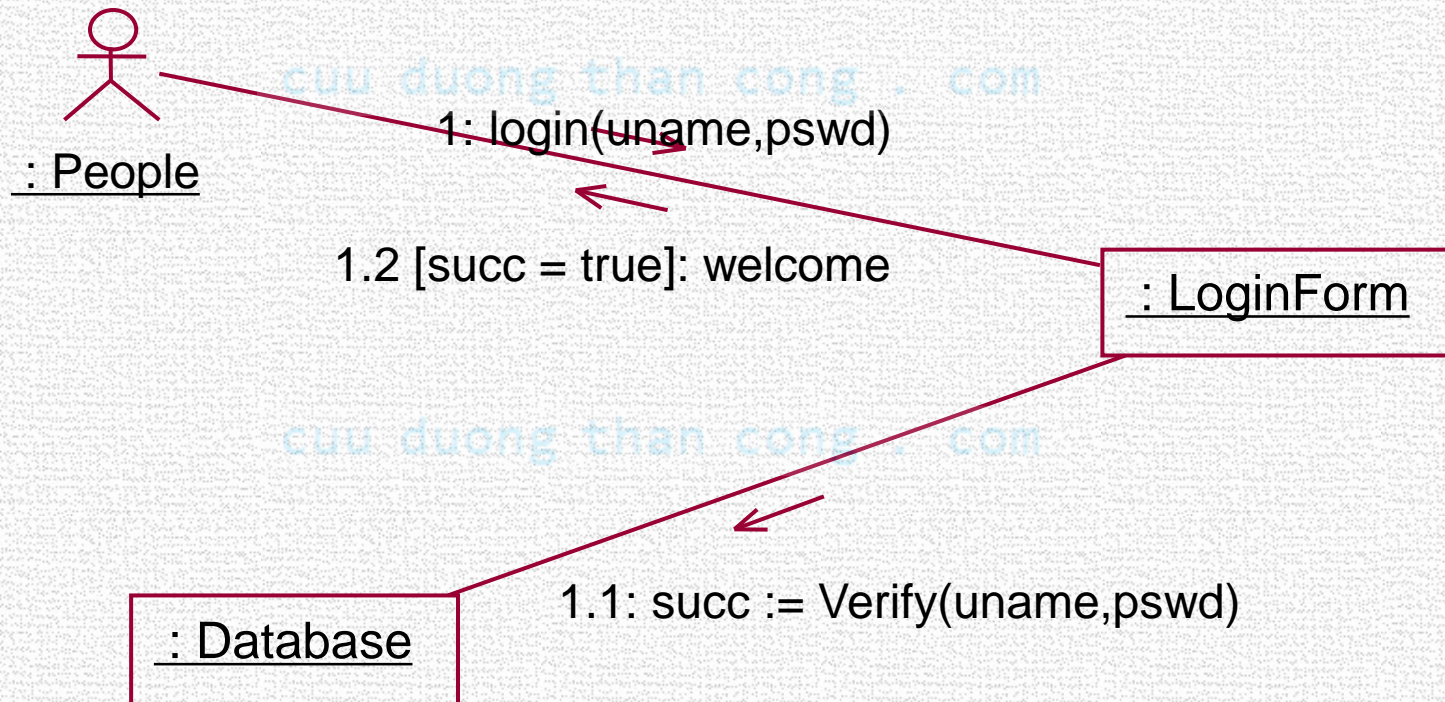 cuu duong than cong . com
1: login(uname,pswd)
: People
1.2 [succ = true]: welcome
: LoginForm
cuu duong than cong . com
1.1: succ := Verify(uname,pswd)
: Database